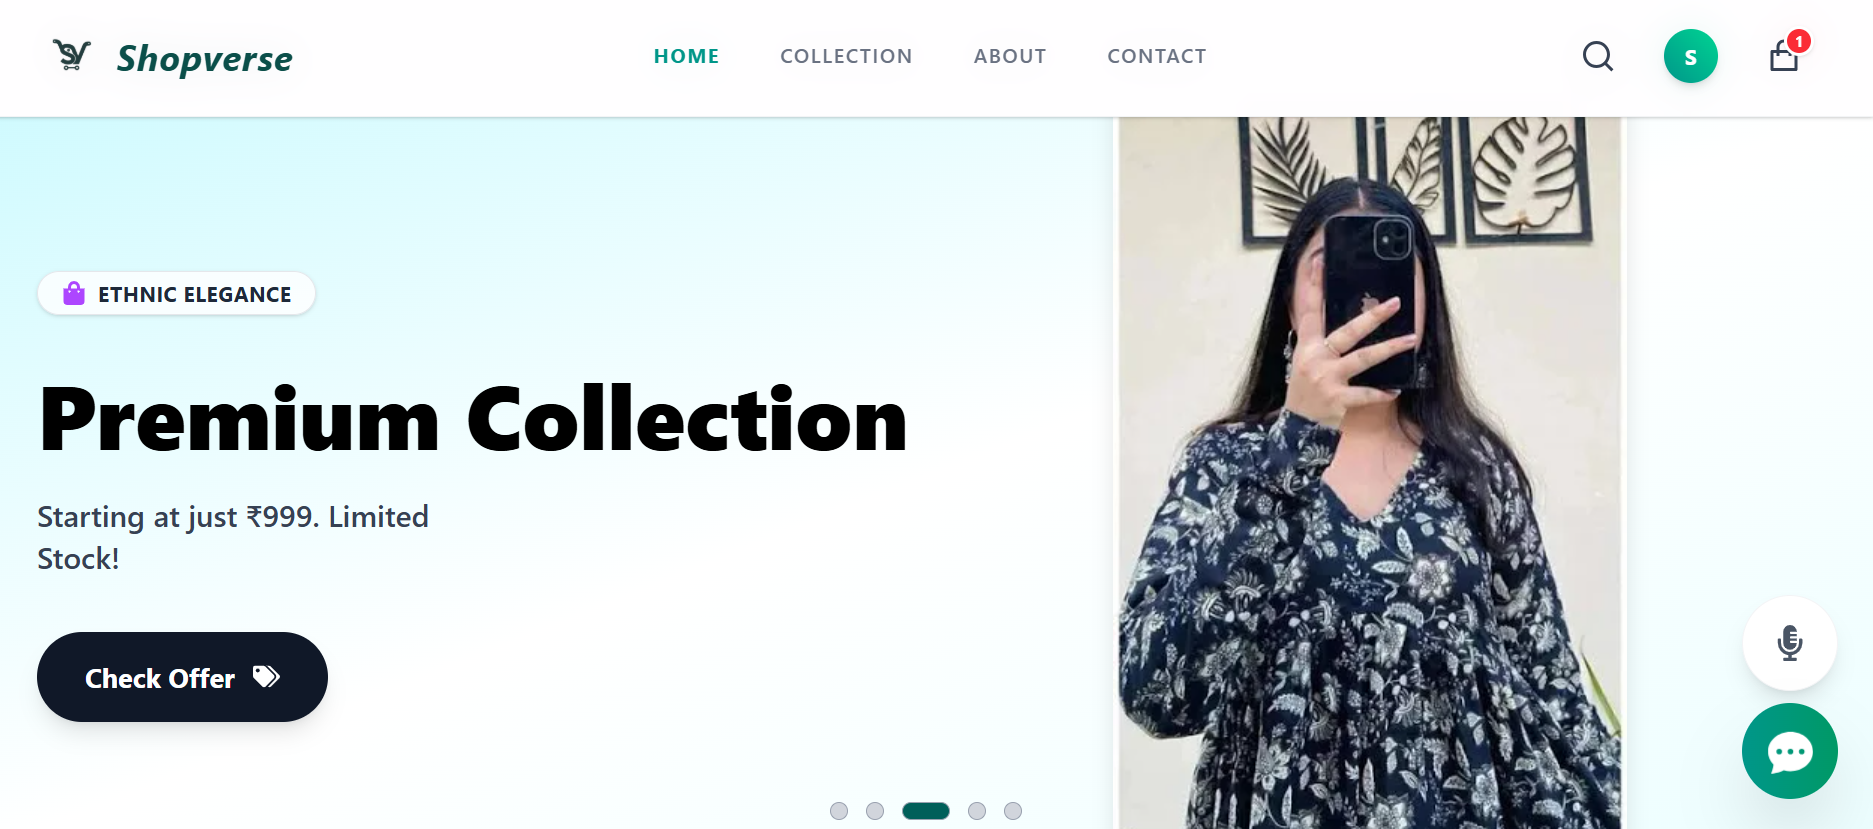 Shopverse
HOME
COLLECTION
ABOUT
CONTACT
S
1
ETHNIC ELEGANCE
Premium Collection
Starting at just ₹999. Limited
Stock!
Check Offer